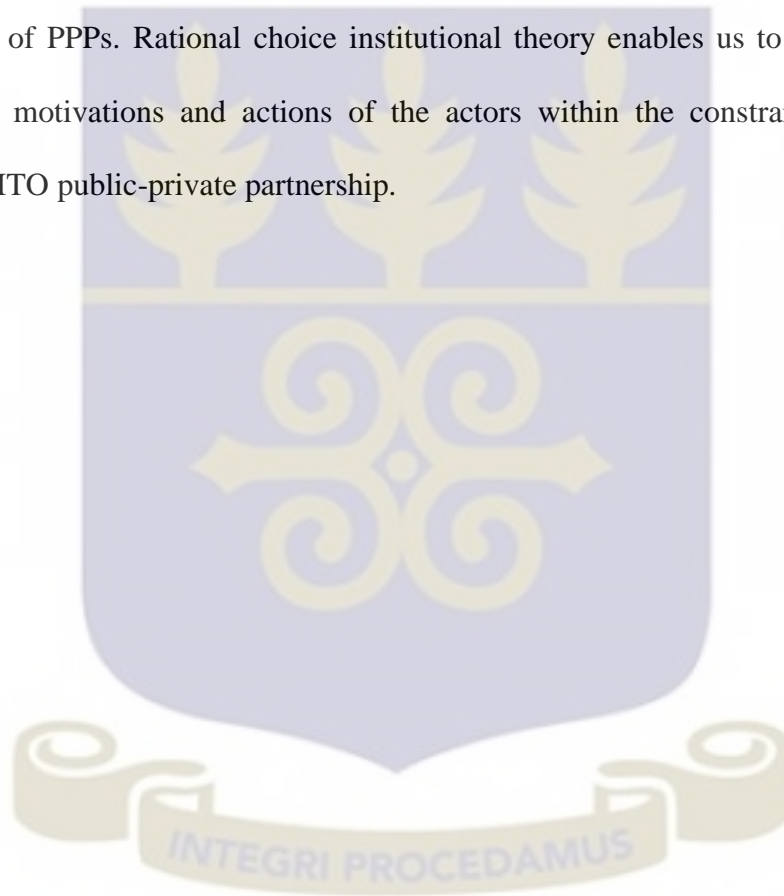 of PPPs. Rational choice institutional theory enables us to
motivations and actions of the actors within the constra
ITO public-private partnership.
INTEGRI PROCEDAMUS